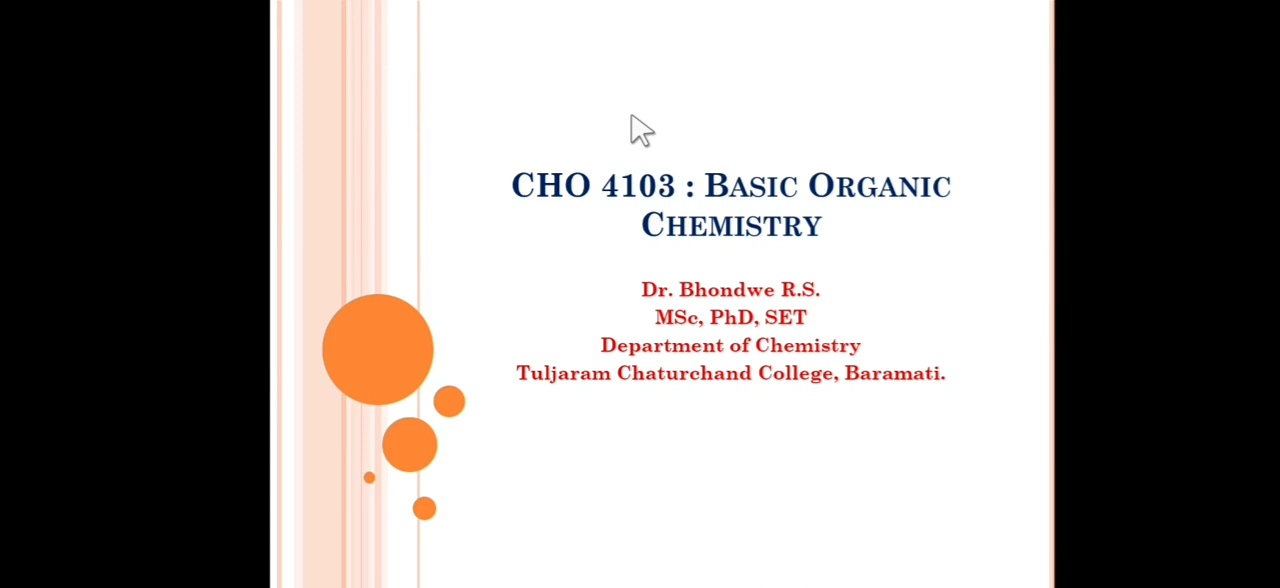 CHO 4103 : Basic Organic
Chemistry
Dr. Bhondwe R.S.
MSc, PhD, SET
Department of Chemistry
Tuljaram Chaturchand College, Baramati.